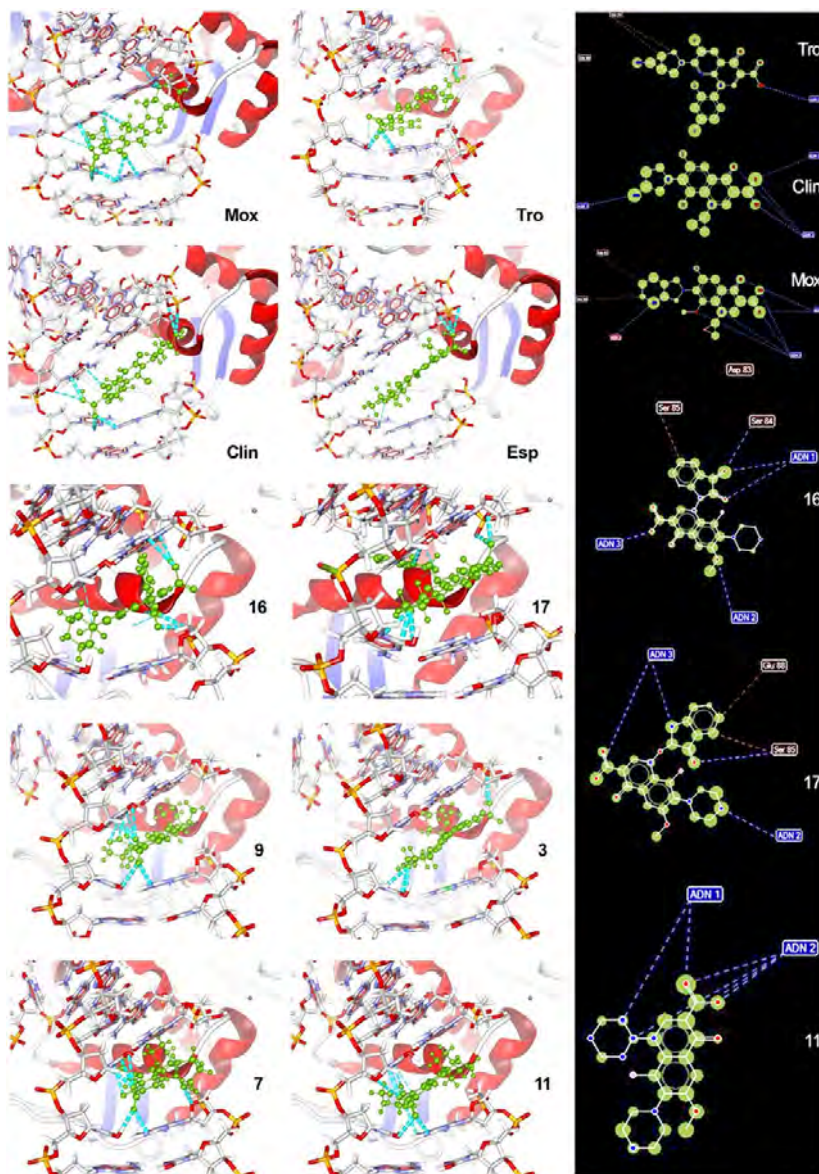 Mox
Tro
Clin
Esp
16
17
9
3
7
11
Tro
Clin
Mox
Asp 83
Ser 85
Ser 84
ADN 1
16
ADN 3
ADN 2
ADN 3
Glu 88
Ser 85
17
ADN 2
ADN 1
ADN 2
11